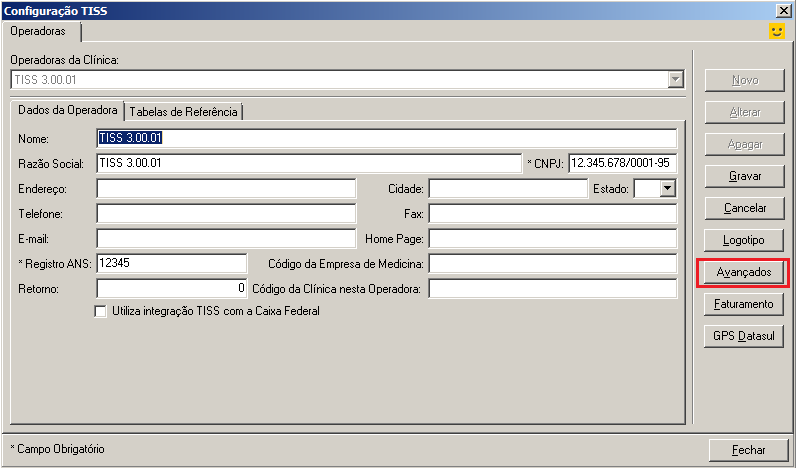 Configuração TISS
Operadoras
Operadoras da Clínica:
TISS 3.00.01
Dados da Operadora
Tabelas de Referência
Nome: TISS 3.00.01
Razão Social: TISS 3.00.01 * CNPJ: 12.345.678/0001-95
Endereço: Cidade: Estado:
Telefone: Fax:
E-mail: Home Page:
* Registro ANS: 12345 Código da Empresa de Medicina:
Retorno: 0 Código da Clínica nesta Operadora:
Utiliza integração TISS com a Caixa Federal
Novo
Alterar
Apagar
Gravar
Cancelar
Logotipo
Avançados
Faturamento
GPS Datasul
* Campo Obrigatório
Fechar